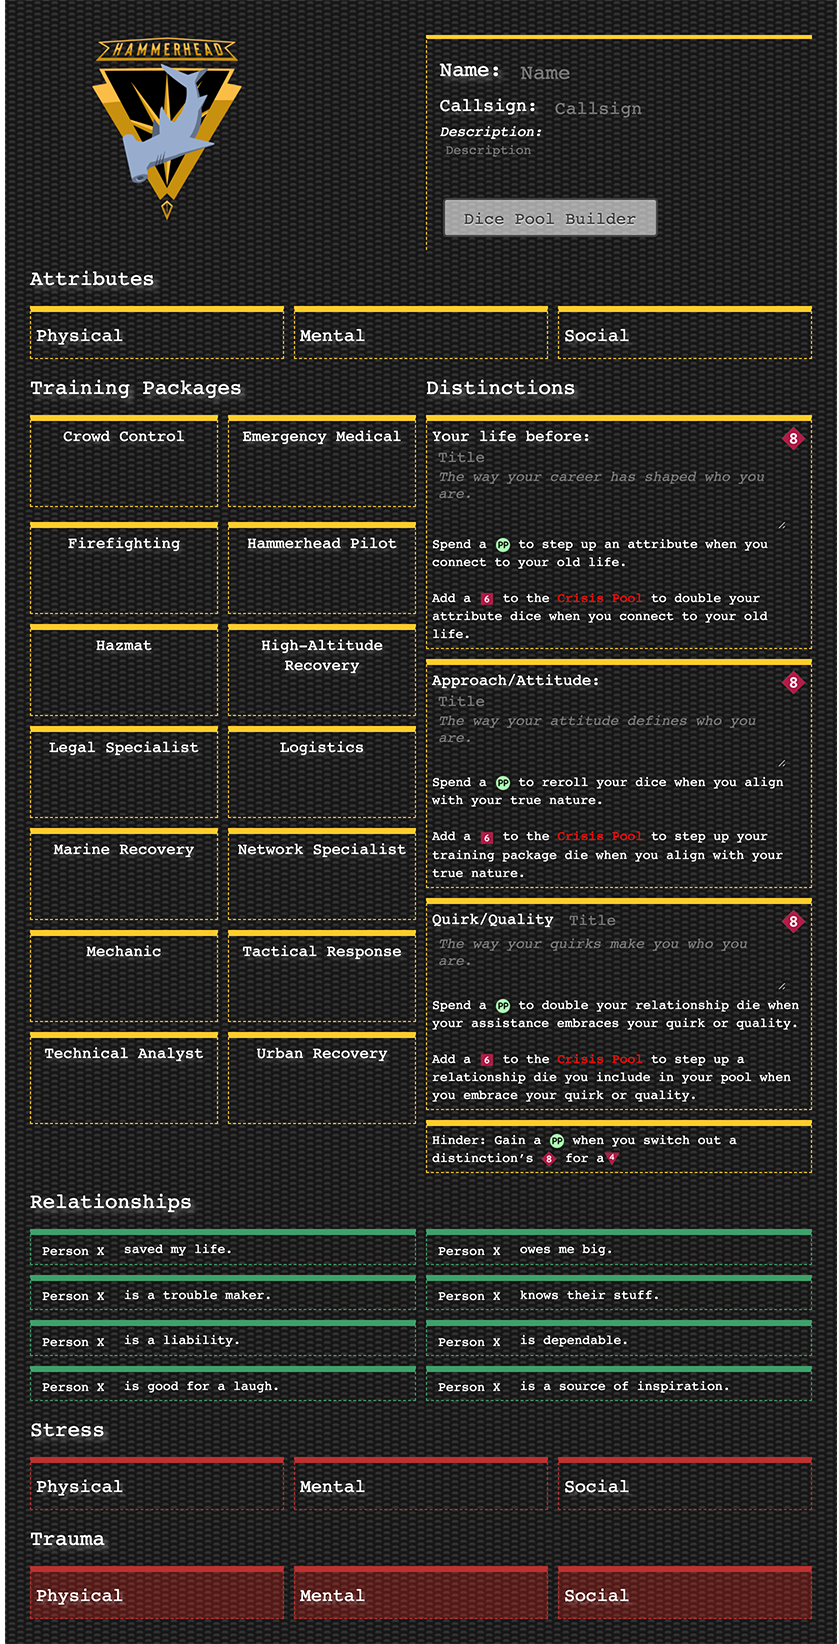 HAMMERHEAD
Name: Name
Callsign: Callsign
Description:
Description
Dice Pool Builder
Attributes
Physical
Mental
Social
Training Packages
Crowd Control
Emergency Medical
Firefighting
Hammerhead Pilot
Hazmat
High-Altitude
Recovery
Legal Specialist
Logistics
Marine Recovery
Network Specialist
Mechanic
Tactical Response
Technical Analyst
Urban Recovery
Distinctions
Your life before: 8
Title
The way your career has shaped who you
are.
Spend a PP to step up an attribute when you
connect to your old life.
Add a 6 to the Crisis Pool to double your
attribute dice when you connect to your old
life.
Approach/Attitude: 8
Title
The way your attitude defines who you
are.
Spend a PP to reroll your dice when you align
with your true nature.
Add a 6 to the Crisis Pool to step up your
training package die when you align with your
true nature.
Quirk/Quality Title 8
The way your quirks make you who you
are.
Spend a PP to double your relationship die when
your assistance embraces your quirk or quality.
Add a 6 to the Crisis Pool to step up a
relationship die you include in your pool when
you embrace your quirk or quality.
Hinder: Gain a PP when you switch out a
distinction's 8 for a 4
Relationships
Person X saved my life.
Person X owes me big.
Person X is a trouble maker.
Person X knows their stuff.
Person X is a liability.
Person X is dependable.
Person X is good for a laugh.
Person X is a source of inspiration.
Stress
Physical
Mental
Social
Trauma
Physical
Mental
Social